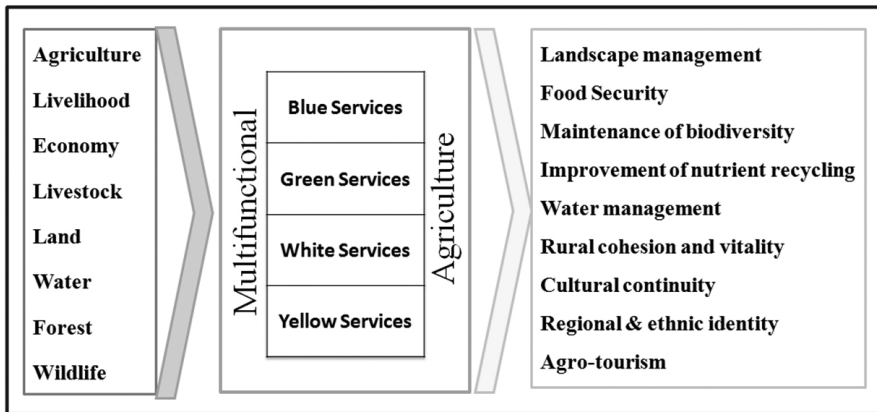 Agriculture
Livelihood
Economy
Livestock
Land
Water
Forest
Wildlife
Multifunctional
Blue Services
Green Services
White Services
Yellow Services
Agriculture
Landscape management
Food Security
Maintenance of biodiversity
Improvement of nutrient recycling
Water management
Rural cohesion and vitality
Cultural continuity
Regional & ethnic identity
Agro-tourism